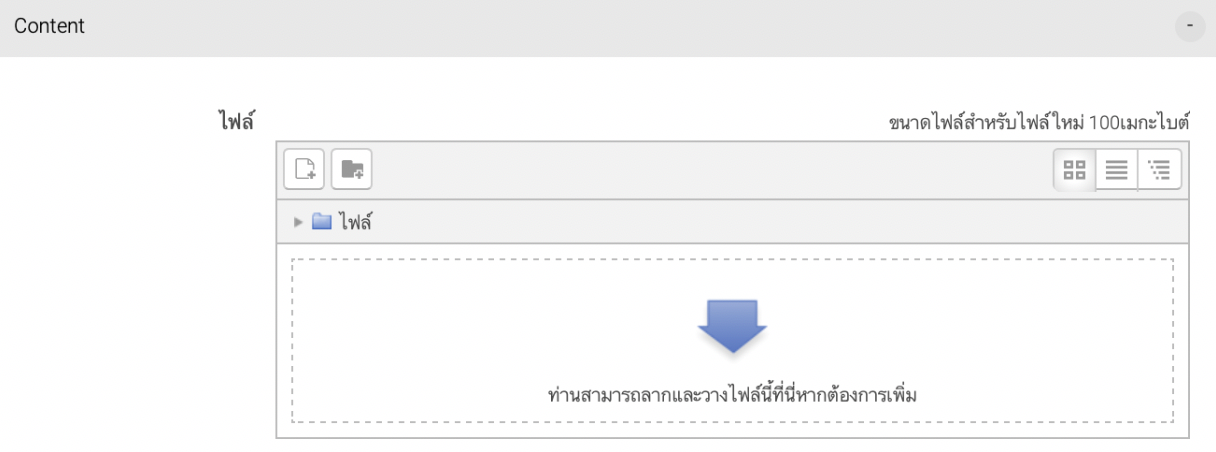 Content
-
ไฟล์
ขนาดไฟล์สำหรับไฟล์ใหม่ 100เมกะไบต์
ไฟล์
ท่านสามารถลากและวางไฟล์นี้ที่นี่หากต้องการเพิ่ม